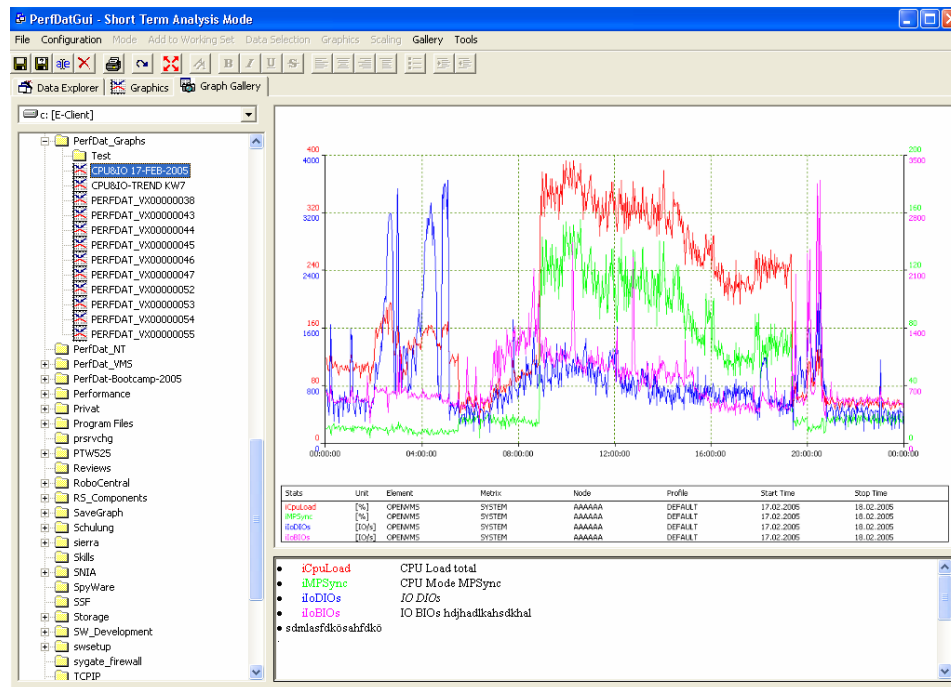 PerfDatGui - Short Term Analysis Mode
File Configuration Mode Add to Working Set Data Selection Graphics Scaling Gallery Tools
B I U S
Data Explorer Graphics Graph Gallery
c: [E-Client]
PerfDat_Graphs
Test
CPU&IO 17-FEB-2005
CPU&IO-TREND KW7
PERFDAT_VX00000038
PERFDAT_VX00000043
PERFDAT_VX00000044
PERFDAT_VX00000045
PERFDAT_VX00000046
PERFDAT_VX00000047
PERFDAT_VX00000052
PERFDAT_VX00000053
PERFDAT_VX00000054
PERFDAT_VX00000055
PerfDat_NT
PerfDat_VMS
PerfDat-Bootcamp-2005
Performance
Privat
Program Files
prsrvchg
PTW525
Reviews
RoboCentral
RS_Components
SaveGraph
Schulung
sierra
Skills
SNIA
SpyWare
SSF
Storage
SW_Development
swsetup
sygate_firewall
TCPIP
400 200
4000 3500
320 160
3200 2800
240 120
2400 2100
160 80
1600 1400
80 40
800 700
0 0
0 0
00:00:00 04:00:00 08:00:00 12:00:00 16:00:00 20:00:00 00:00:00
Stats Unit Element Metrix Node Profile Start Time Stop Time
iCpuLoad [%] OPENVMS SYSTEM AAAAAA DEFAULT 17.02.2005 18.02.2005
iMPSync [%] OPENVMS SYSTEM AAAAAA DEFAULT 17.02.2005 18.02.2005
iIoDIOs [IO/s] OPENVMS SYSTEM AAAAAA DEFAULT 17.02.2005 18.02.2005
iIoBIOs [IO/s] OPENVMS SYSTEM AAAAAA DEFAULT 17.02.2005 18.02.2005
• iCpuLoad CPU Load total
• iMPSync CPU Mode MPSync
• iIoDIOs IO DIOs
• iIoBIOs IO BIOs hdjhadlkahsdkhal
• sdmlasfdkösahfdkö